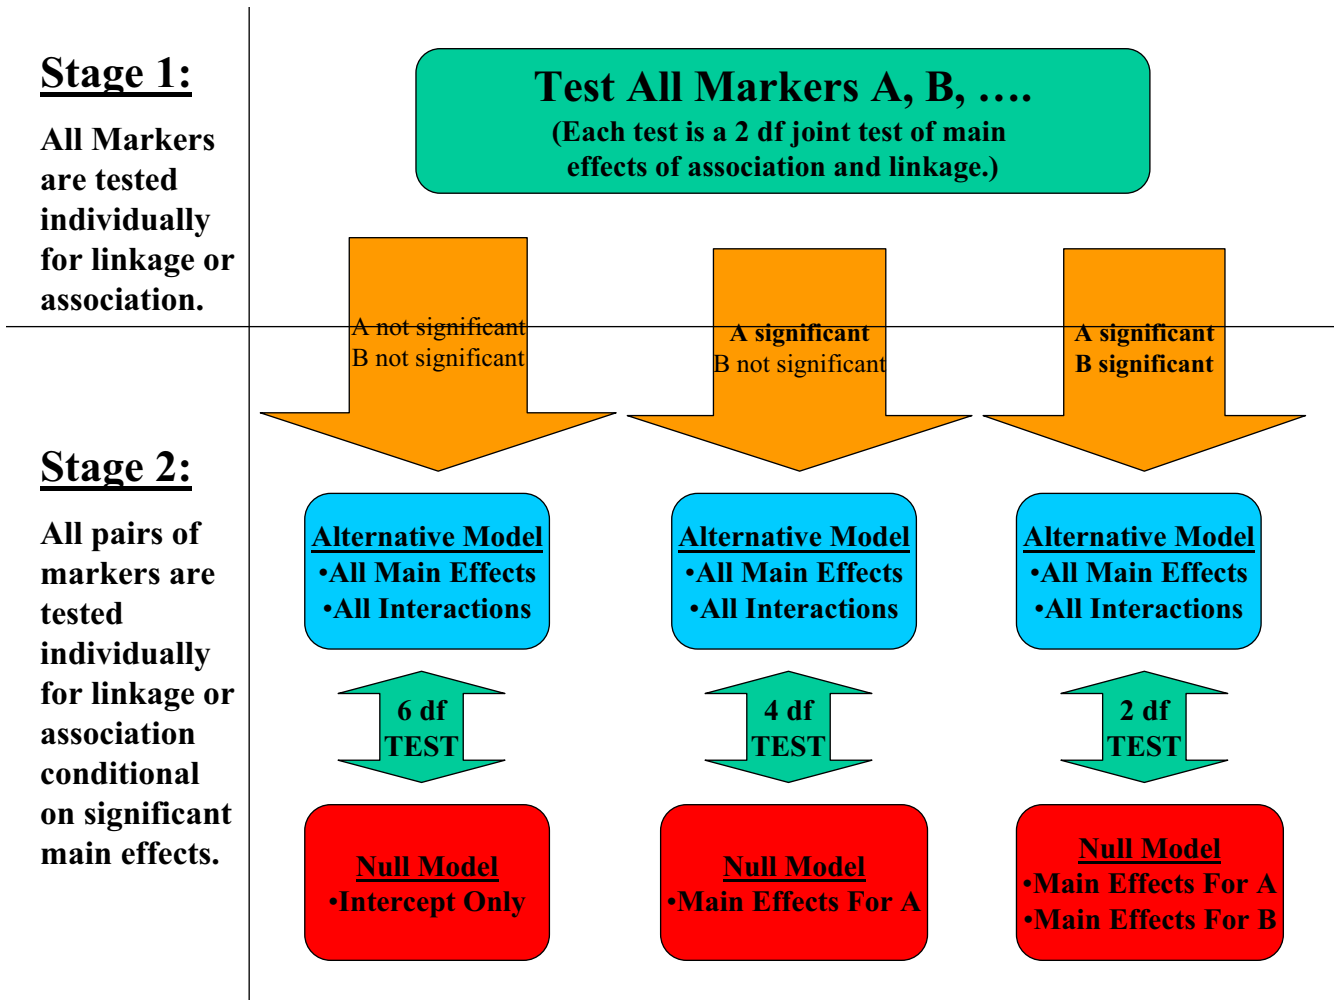 Stage 1:
All Markers
are tested
individually
for linkage or
association.
Test All Markers A, B, ….
(Each test is a 2 df joint test of main
effects of association and linkage.)
A not significant
B not significant
A significant
B not significant
A significant
B significant
Stage 2:
All pairs of
markers are
tested
individually
for linkage or
association
conditional
on significant
main effects.
Alternative Model
•All Main Effects
•All Interactions
Alternative Model
•All Main Effects
•All Interactions
Alternative Model
•All Main Effects
•All Interactions
6 df
TEST
4 df
TEST
2 df
TEST
Null Model
•Intercept Only
Null Model
•Main Effects For A
Null Model
•Main Effects For A
•Main Effects For B